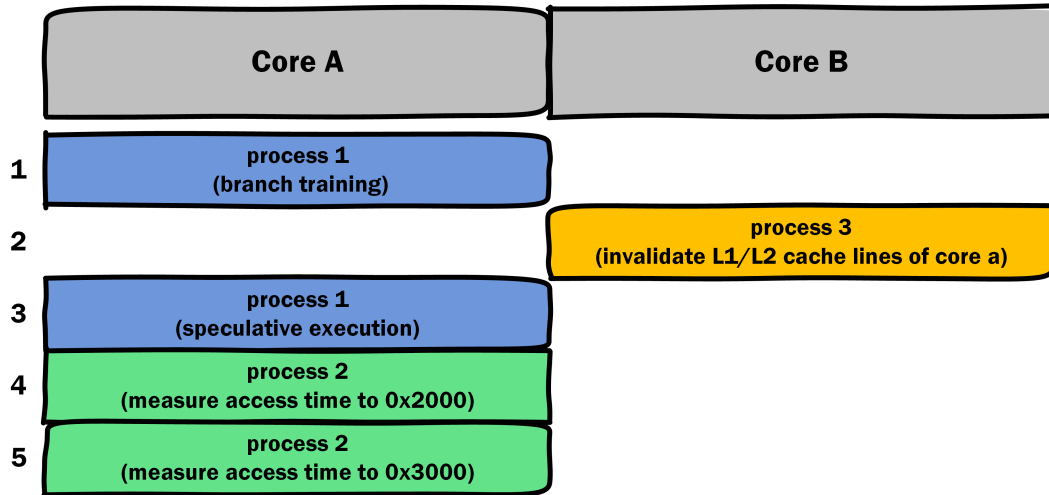 Core A
Core B
1
process 1
(branch training)
2
process 3
(invalidate L1/L2 cache lines of core a)
3
process 1
(speculative execution)
4
process 2
(measure access time to 0x2000)
5
process 2
(measure access time to 0x3000)